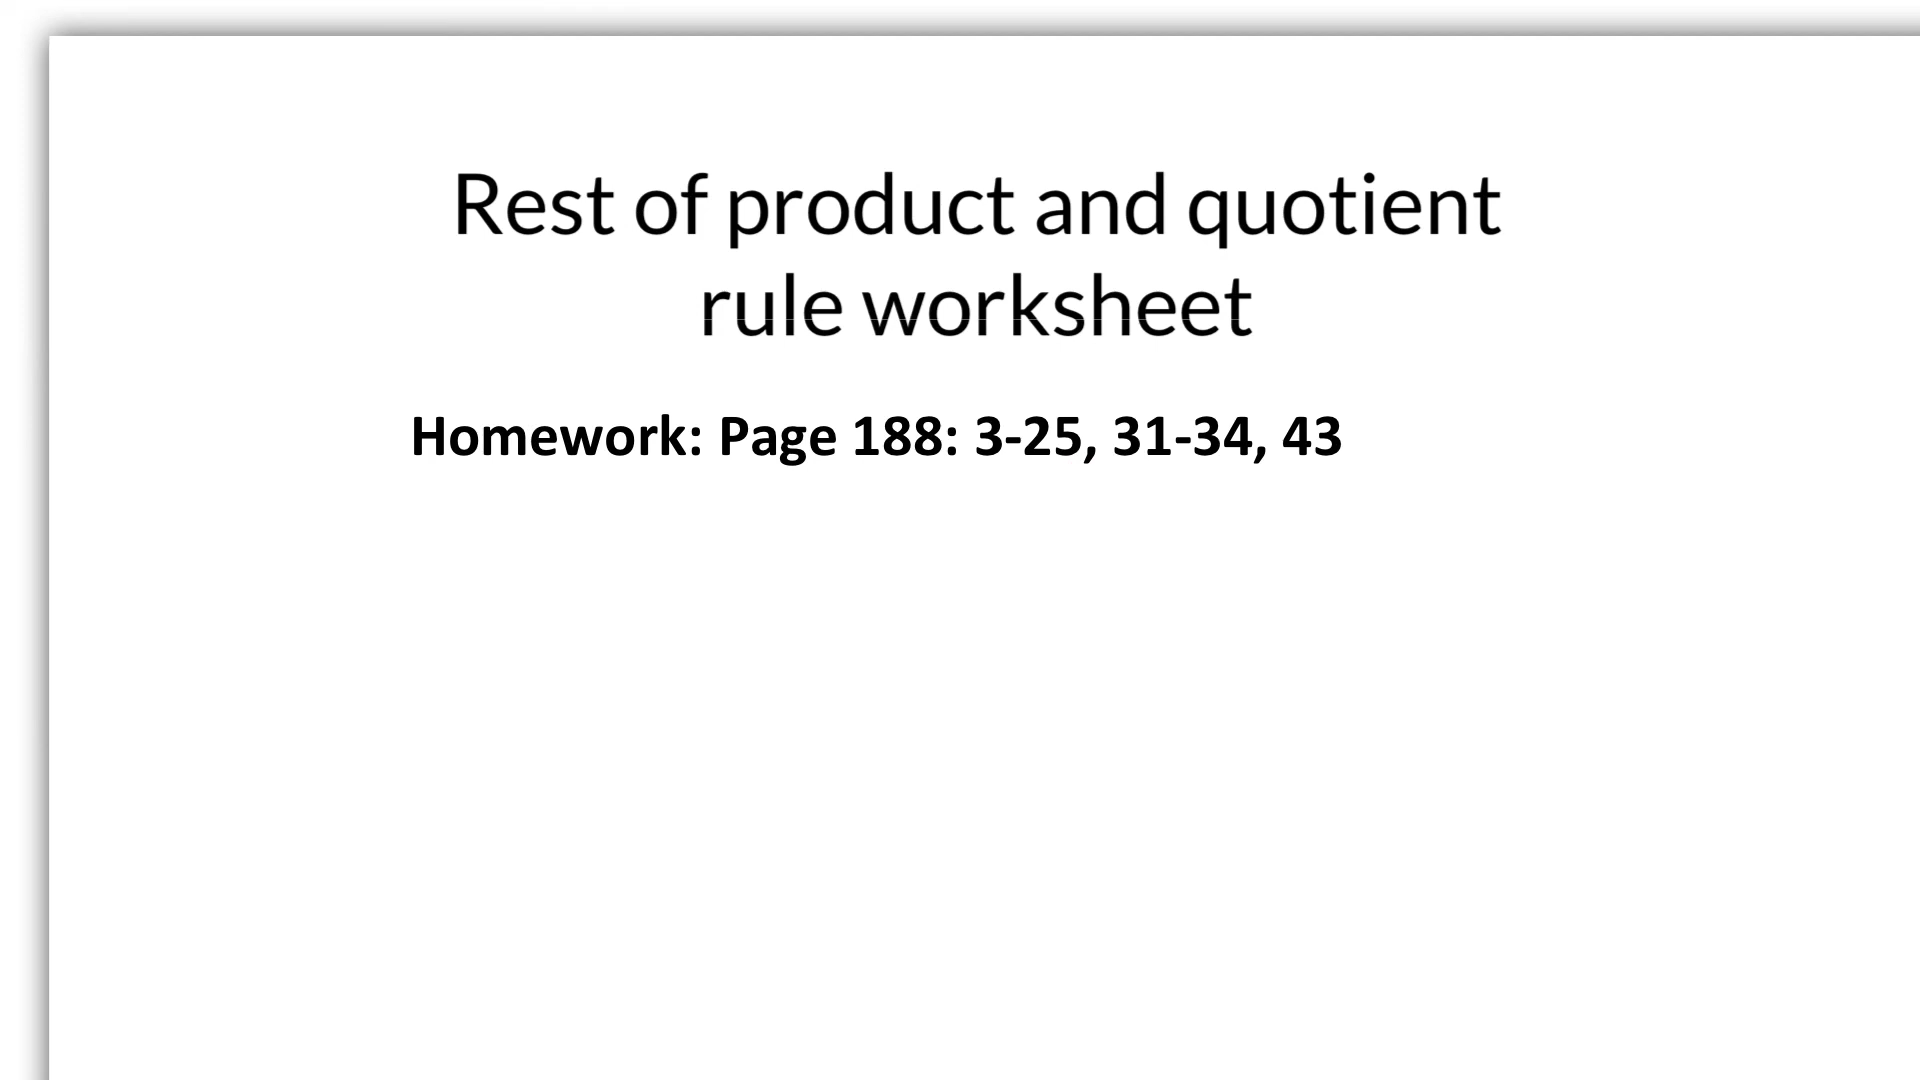 Rest of product and quotient
rule worksheet
Homework: Page 188: 3-25, 31-34, 43